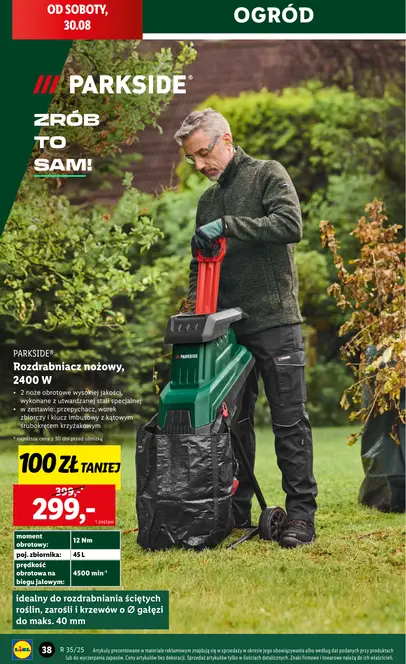 OD SOBOTY,
30.08
OGRÓD
PARKSIDE®
ZRÓB
TO
SAM!
PARKSIDE
PARKSIDE®.
Rozdrabniacz nożowy,
2400 W
• 2 noże obrotowe wysokiej jakości,
wykonane z utwardzanej stali specjalnej
• w zestawie: przepychacz, worek
zbiorczy i klucz imbusowy z kątowym
śrubokrętem krzyżakowym
* najniższa cena z 30 dni przed obniżką
100 ZŁ TANIEJ
399,-*
299,-
1 zestaw
moment
obrotowy: 12 Nm
poj. zbiornika: 45 L
prędkość
obrotowa na
biegu jałowym: 4500 min⁻¹
idealny do rozdrabniania ściętych
roślin, zarośli i krzewów o Ø gałęzi
do maks. 40 mm
LIDL
38
R 35/25
Artykuły prezentowane w materiale reklamowym znajdują się w sprzedaży w okresie jego obowiązywania albo według dat podanych przy produktach
lub do wyczerpania zapasów. Ceny artykułów bez dekoracji. Sprzedaż artykułów tylko w ilościach detalicznych. Znaki firmowe i towarowe należą do ich właścicieli.